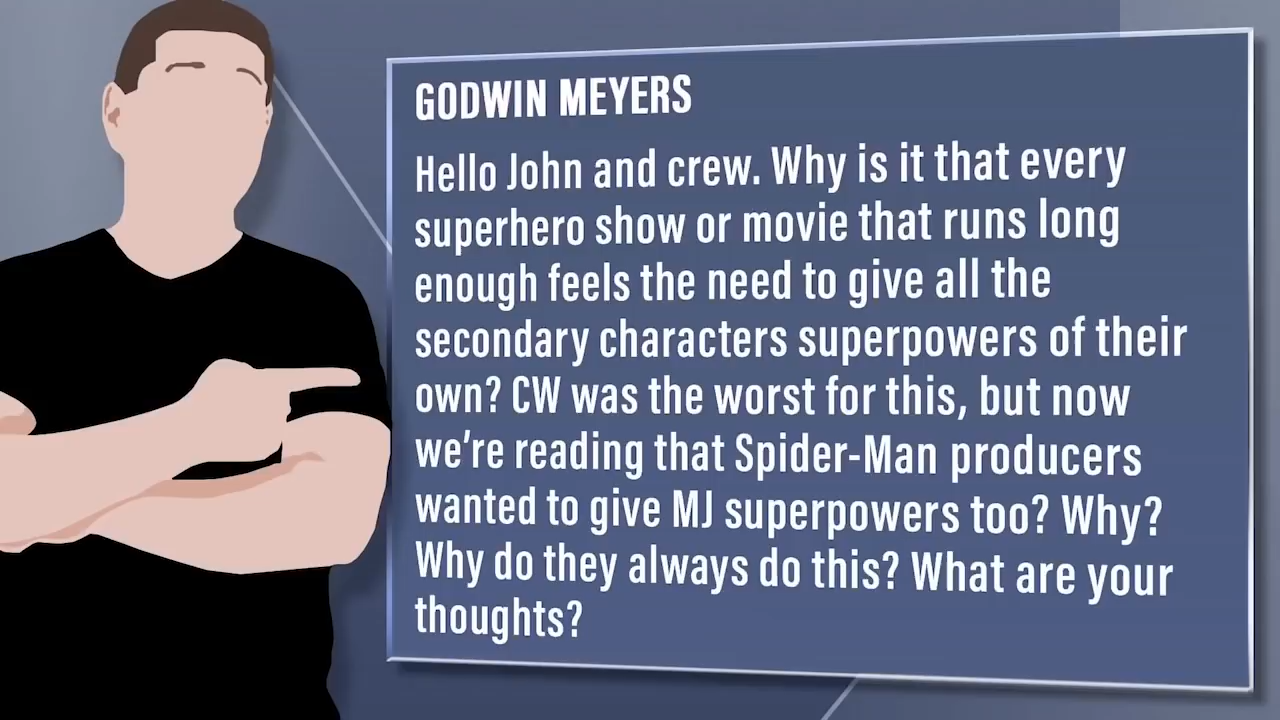 GODWIN MEYERS
Hello John and crew. Why is it that every
superhero show or movie that runs long
enough feels the need to give all the
secondary characters superpowers of their
own? CW was the worst for this, but now
we're reading that Spider-Man producers
wanted to give MJ superpowers too? Why?
Why do they always do this? What are your
thoughts?